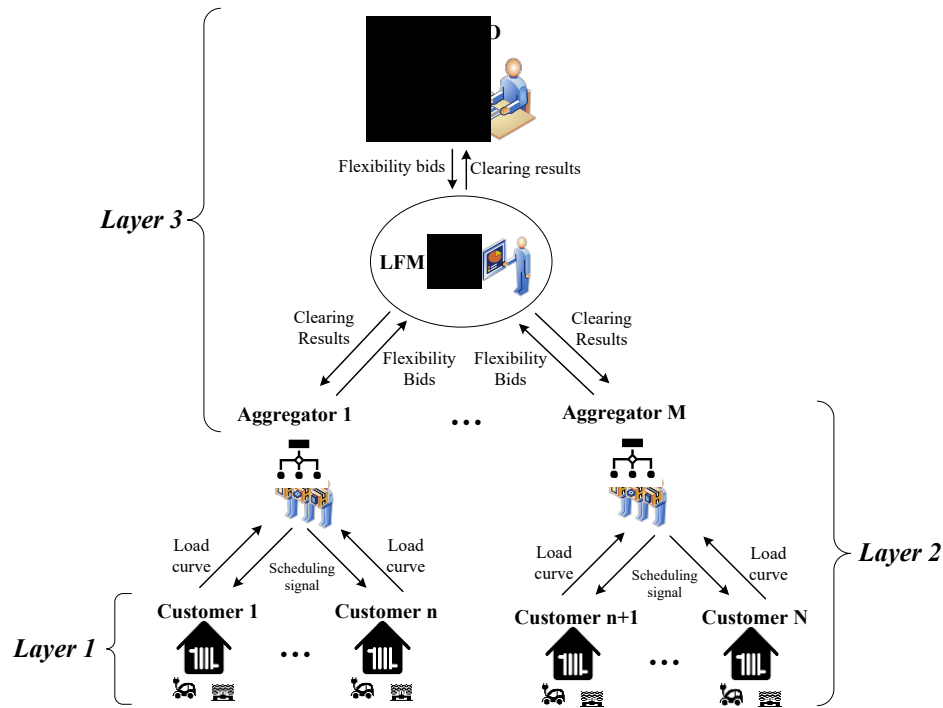 O
Flexibility bids
Clearing results
Layer 3
LFM
Clearing
Results
Flexibility
Bids
Flexibility
Bids
Clearing
Results
Aggregator 1
...
Aggregator M
Load
curve
Scheduling
signal
Load
curve
Load
curve
Scheduling
signal
Load
curve
Layer 2
Customer 1
Customer n
Customer n+1
Customer N
Layer 1
...
...